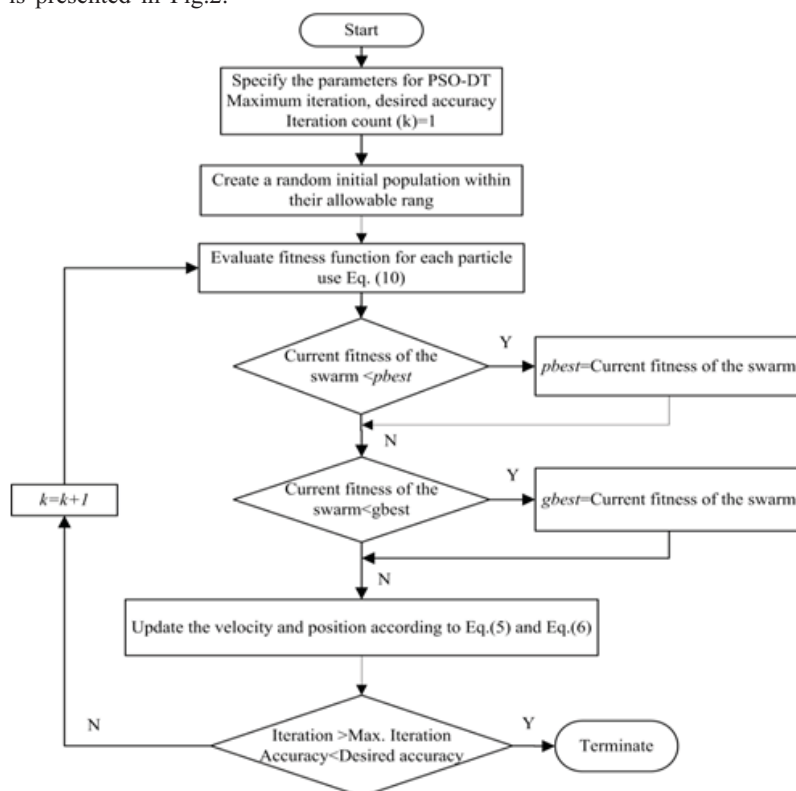 is presented in Fig.2.
Start
Specify the parameters for PSO-DT
Maximum iteration, desired accuracy
Iteration count (k)=1
Create a random initial population within
their allowable rang
Evaluate fitness function for each particle
use Eq. (10)
Current fitness of the
swarm <pbest
Y
pbest=Current fitness of the swarm
N
Current fitness of the
swarm<gbest
Y
gbest=Current fitness of the swarm
N
k=k+1
Update the velocity and position according to Eq.(5) and Eq.(6)
Iteration >Max. Iteration
Accuracy<Desired accuracy
N
Y
Terminate